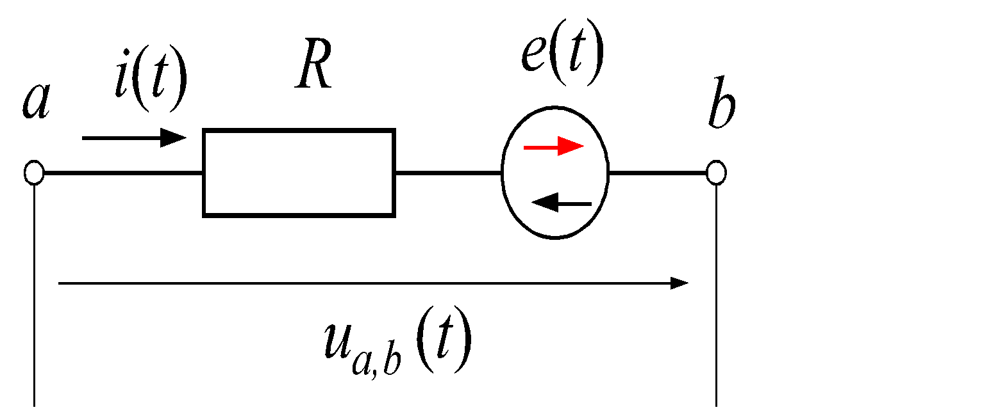 a
i(t)
R
e(t)
b
u_{a,b}(t)